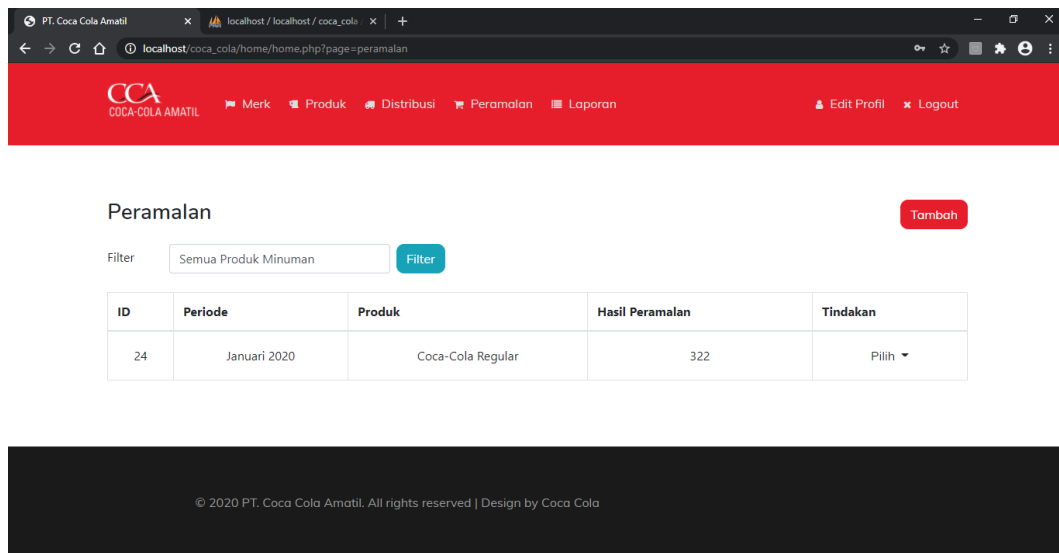 PT. Coca Cola Amatil
localhost / localhost / coca_cola
localhost/coca_cola/home/home.php?page=peramalan
CCA
COCA-COLA AMATIL
Merk Produk Distribusi Peramalan Laporan Edit Profil Logout
Peramalan
Tambah
Filter Semua Produk Minuman Filter
ID Periode Produk Hasil Peramalan Tindakan
24 Januari 2020 Coca-Cola Regular 322 Pilih
© 2020 PT. Coca Cola Amatil. All rights reserved | Design by Coca Cola